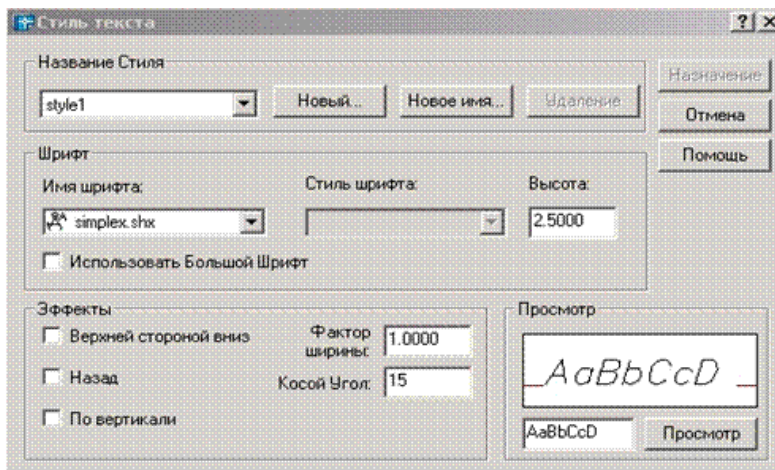 Стиль текста
Название Стиля
style1 Новый... Новое имя... Удаление
Назначение
Отмена
Помощь
Шрифт
Имя шрифта: Стиль шрифта: Высота:
simplex.shx 2.5000
Использовать Большой Шрифт
Эффекты
Верхней стороной вниз
Назад
По вертикали
Фактор
ширины: 1.0000
Косой Угол: 15
Просмотр
AaBbCcD
AaBbCcD Просмотр